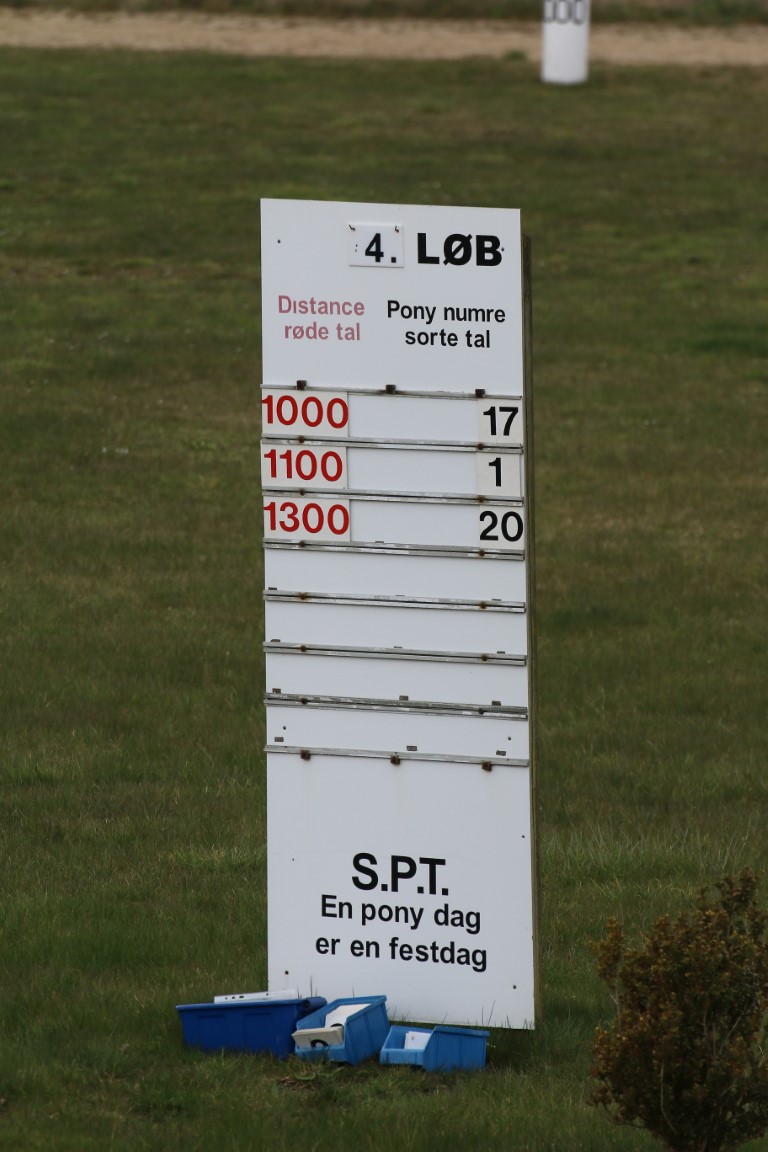 4. LØB
Distance Pony numre
røde tal sorte tal
1000 17
1100 1
1300 20
S.P.T.
En pony dag
er en festdag